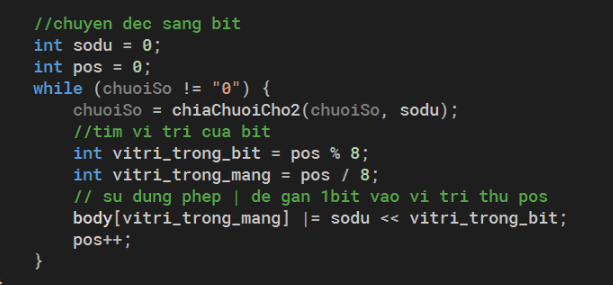 //chuyen dec sang bit
int sodu = 0;
int pos = 0;
while (chuoiSo != "0") {
    chuoiSo = chiaChuoiCho2(chuoiSo, sodu);
    //tim vi tri cua bit
    int vitri_trong_bit = pos % 8;
    int vitri_trong_mang = pos / 8;
    // su dung phep | de gan 1bit vao vi tri thu pos
    body[vitri_trong_mang] |= sodu << vitri_trong_bit;
    pos++;
}